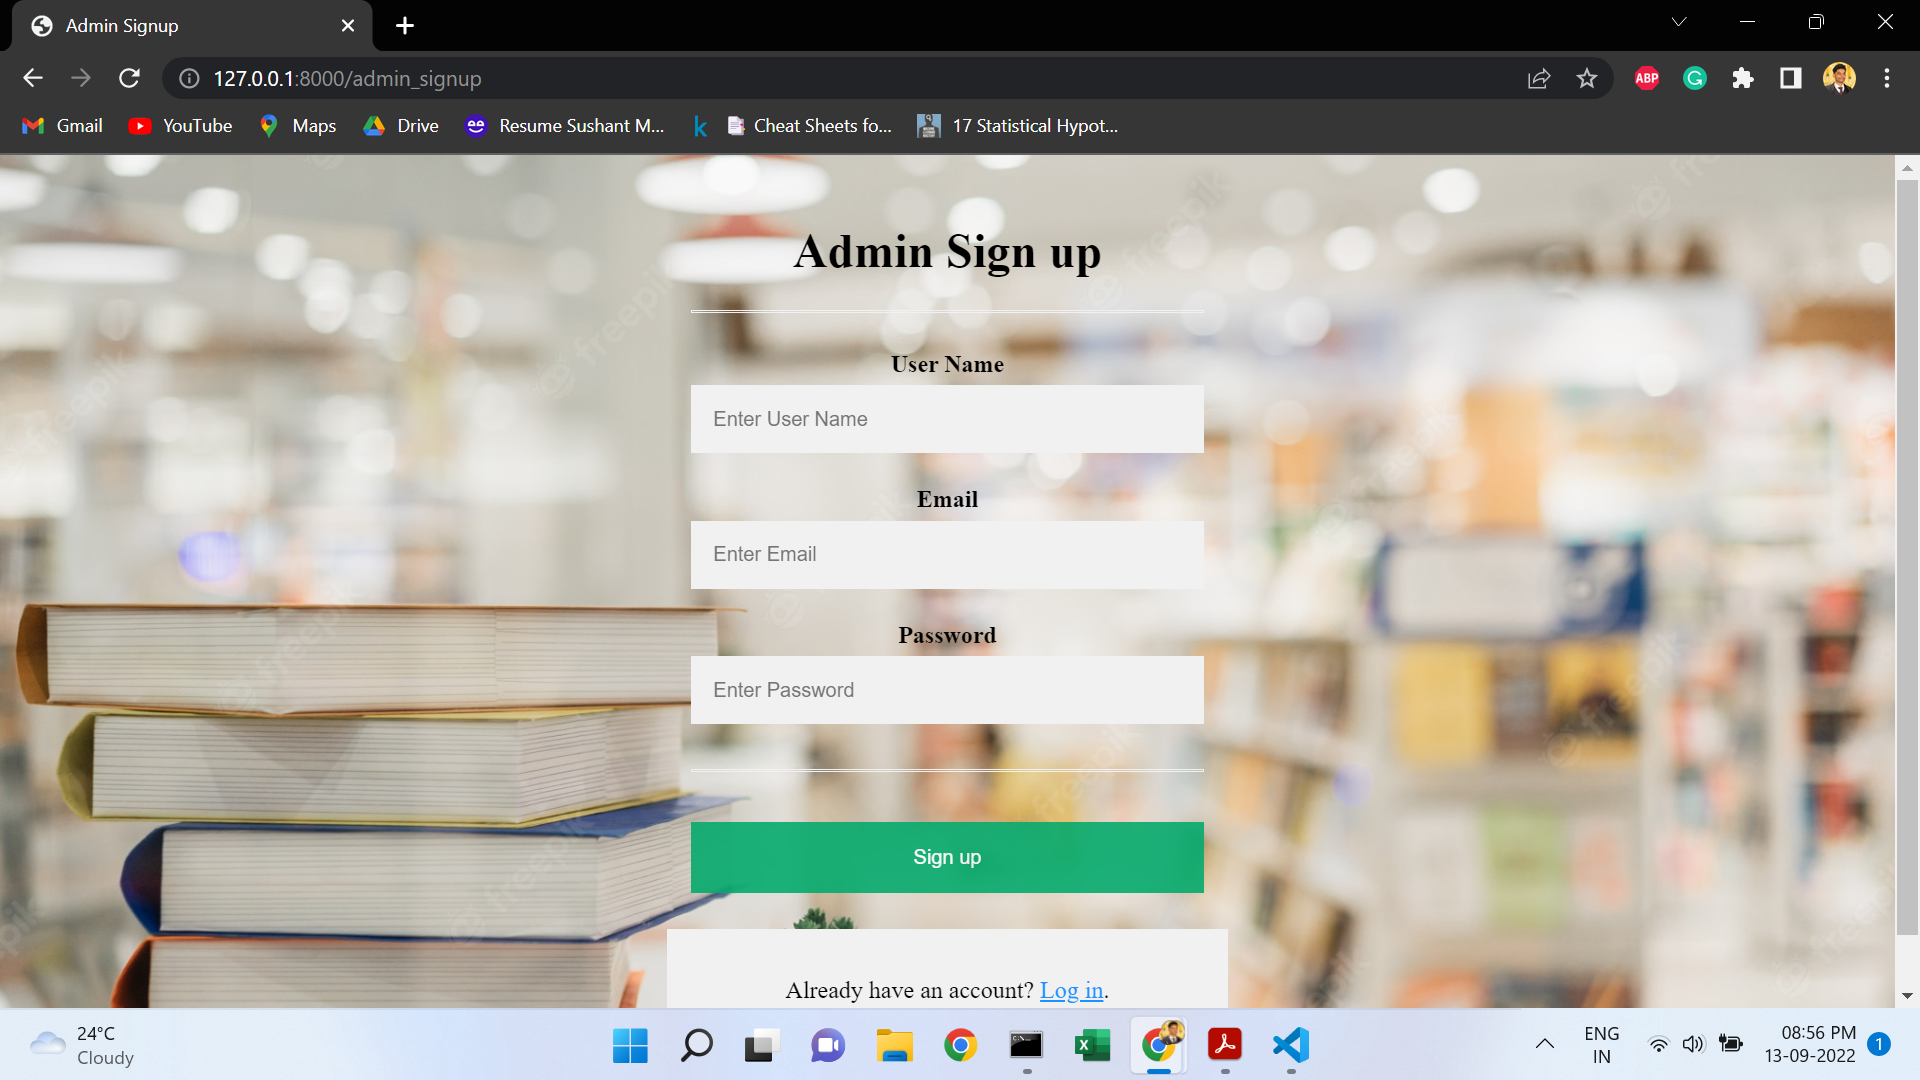 Admin Signup
127.0.0.1:8000/admin_signup
ABP
Gmail
YouTube
Maps
Drive
Resume Sushant M...
Cheat Sheets fo...
17 Statistical Hypot...
Admin Sign up
User Name
Enter User Name
Email
Enter Email
Password
Enter Password
Sign up
Already have an account? Log in.
freepik
24°C
Cloudy
ENG
IN
08:56 PM
13-09-2022
1